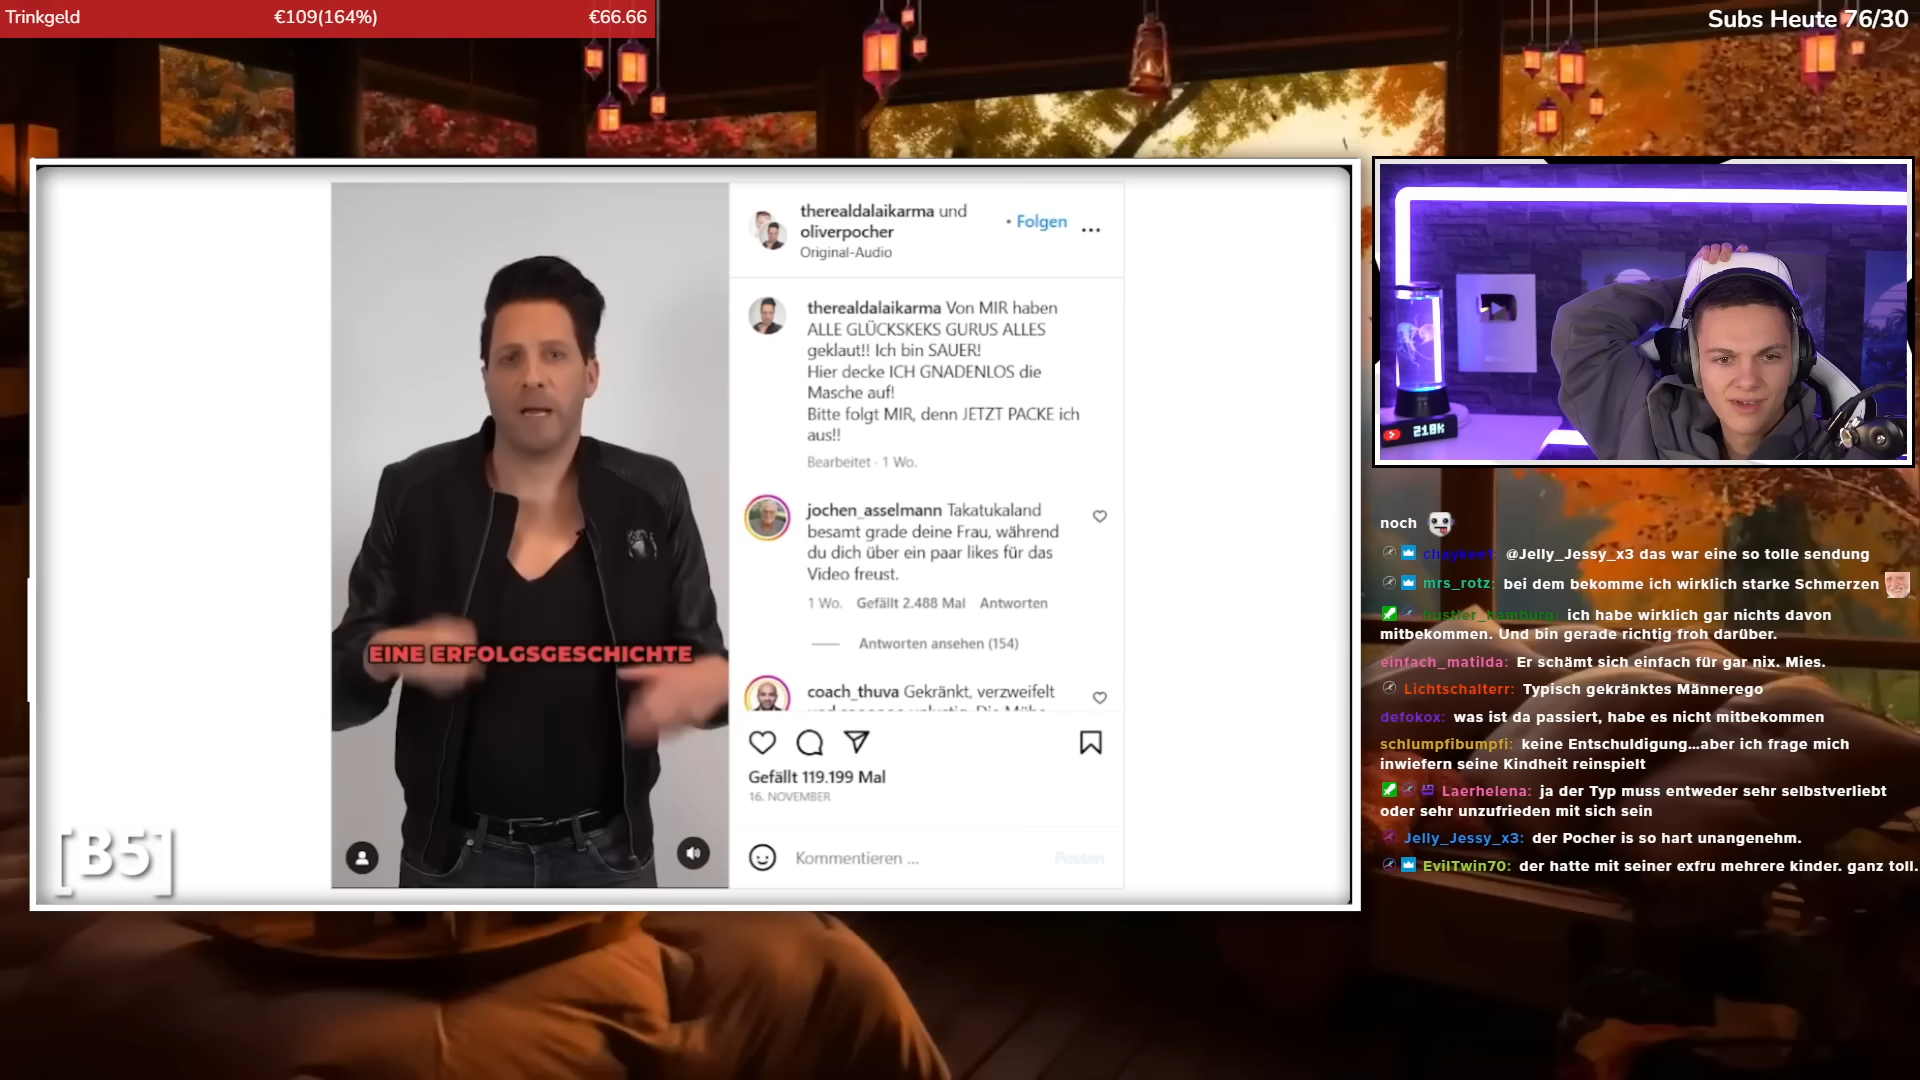 Trinkgeld €109(164%) €66.66
Subs Heute 76/30
therealdalaikarma und
oliverpocher
Original-Audio
• Folgen
therealdalaikarma Von MIR haben
ALLE GLÜCKSKEKS GURUS ALLES
geklaut!! Ich bin SAUER!
Hier decke ICH GNADENLOS die
Masche auf!
Bitte folgt MIR, denn JETZT PACKE ich
aus!!
Bearbeitet · 1 Wo.
jochen_asselmann Takatukaland
besamt grade deine Frau, während
du dich über ein paar likes für das
Video freust.
1 Wo. Gefällt 2.488 Mal Antworten
Antworten ansehen (154)
coach_thuva Gekränkt, verzweifelt
Gefällt 119.199 Mal
16. NOVEMBER
Kommentieren ...
Posten
EINE ERFOLGSGESCHICHTE
[B5]
218k
noch
chaykeef: @Jelly_Jessy_x3 das war eine so tolle sendung
mrs_rotz: bei dem bekomme ich wirklich starke Schmerzen
hustler_hamburg: ich habe wirklich gar nichts davon
mitbekommen. Und bin gerade richtig froh darüber.
einfach_matilda: Er schämt sich einfach für gar nix. Mies.
Lichtschalterr: Typisch gekränktes Männerego
defokox: was ist da passiert, habe es nicht mitbekommen
schlumpfibumpfi: keine Entschuldigung...aber ich frage mich
inwiefern seine Kindheit reinspielt
Laerhelena: ja der Typ muss entweder sehr selbstverliebt
oder sehr unzufrieden mit sich sein
Jelly_Jessy_x3: der Pocher is so hart unangenehm.
EvilTwin70: der hatte mit seiner exfru mehrere kinder. ganz toll.